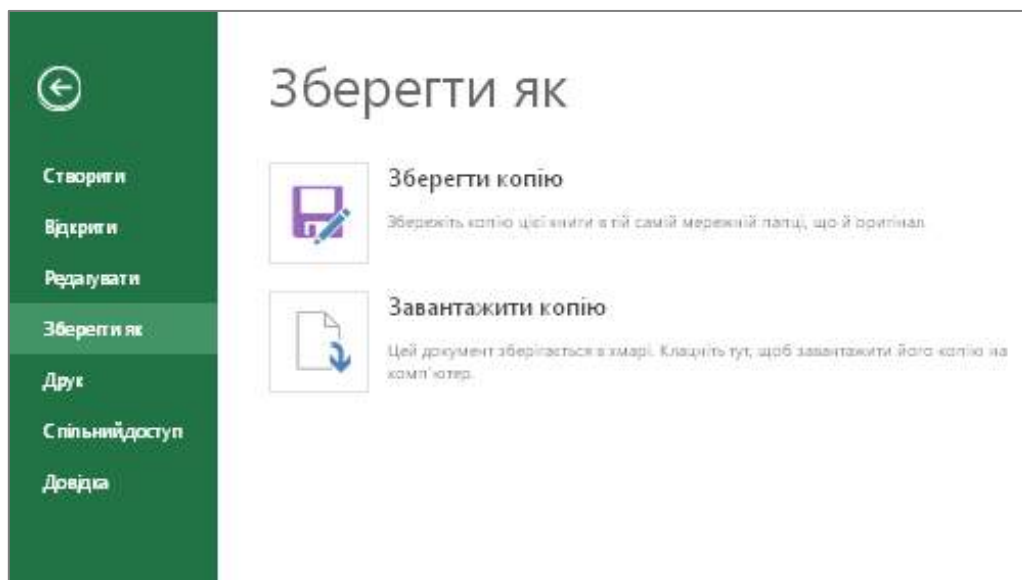 Зберегти як
Створити
Відкрити
Редагувати
Зберегти як
Друк
Спільний доступ
Довідка
Зберегти копію
Збережіть копію цієї книги в тій самій мережній папці, що й оригінал.
Завантажити копію
Цей документ зберігається в хмарі. Клацніть тут, щоб завантажити його копію на
комп'ютер.